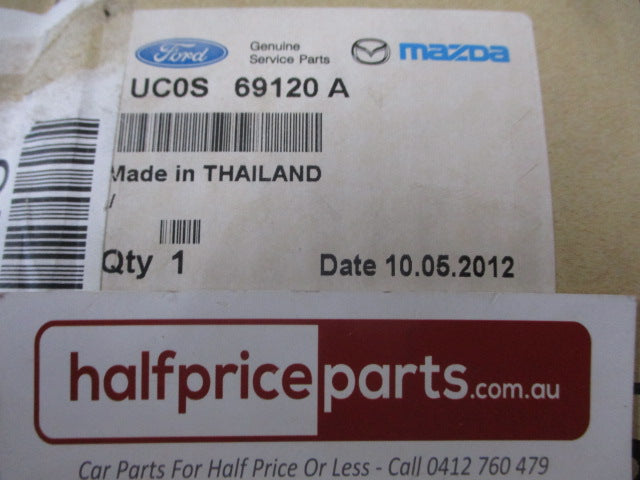 Ford Genuine Service Parts mazda
UC0S 69120 A
Made in THAILAND
/
Qty 1 Date 10.05.2012
halfpriceparts.com.au
Car Parts For Half Price Or Less - Call 0412 760 479